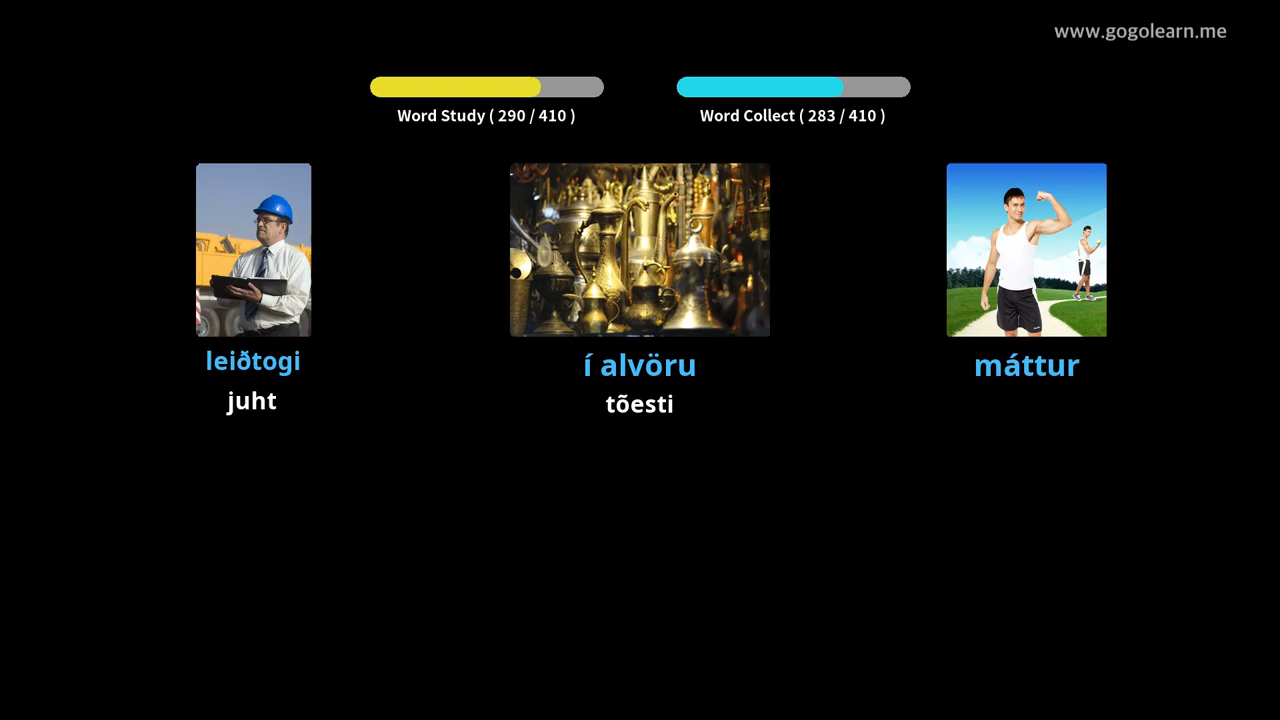 www.gogolearn.me
Word Study ( 290 / 410 )
Word Collect ( 283 / 410 )
leiðtogi
juht
í alvöru
tõesti
máttur